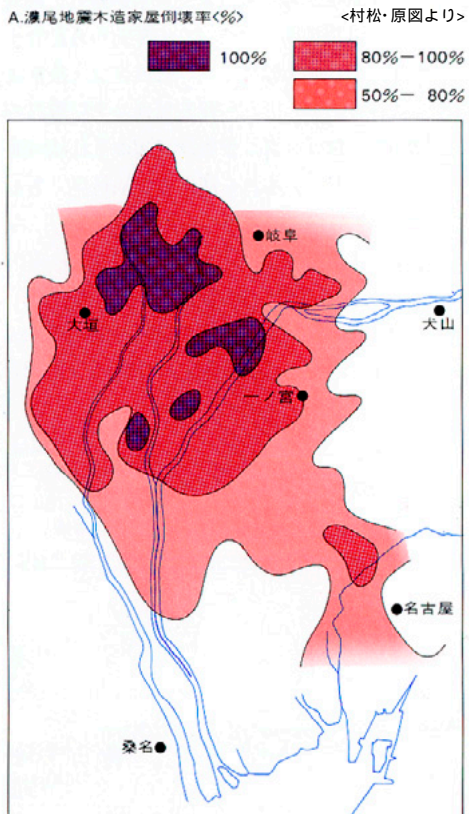 A.濃尾地震木造家屋倒壊率<%>
<村松・原図より>
100%
80%−100%
50%− 80%
岐阜
大垣
犬山
一ノ宮
名古屋
桑名